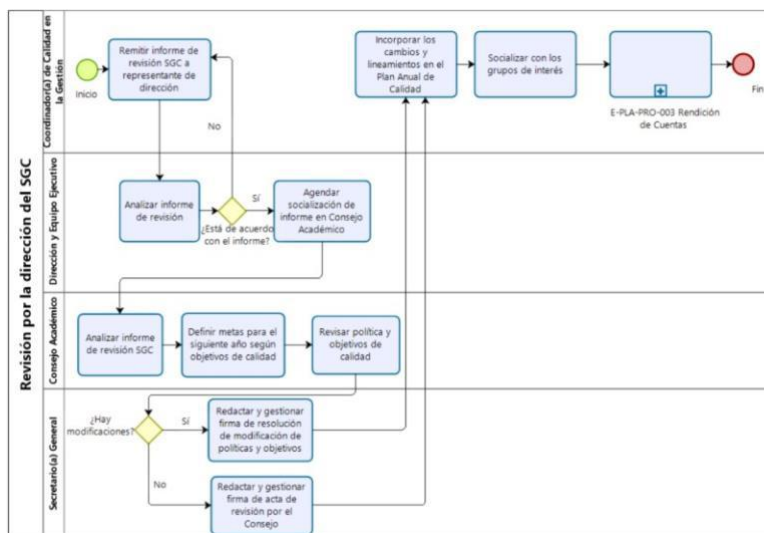 Revisión por la dirección del SGC
Coordinador(a) de Calidad en
la Gestión
Inicio
Remitir informe de
revisión SGC a
representante de
dirección
No
Incorporar los
cambios y
lineamientos en el
Plan Anual de
Calidad
Socializar con los
grupos de interés
E-PLA-PRO-003 Rendición
de Cuentas
Fin
Dirección y Equipo Ejecutivo
Analizar informe
de revisión
¿Está de acuerdo
con el informe?
Sí
Agendar
socialización de
informe en Consejo
Académico
Consejo Académico
Analizar informe
de revisión SGC
Definir metas para el
siguiente año según
objetivos de calidad
Revisar política y
objetivos de
calidad
Secretario(a) General
¿Hay
modificaciones?
Sí
Redactar y gestionar
firma de resolución
de modificación de
políticas y objetivos
No
Redactar y gestionar
firma de acta de
revisión por el
Consejo